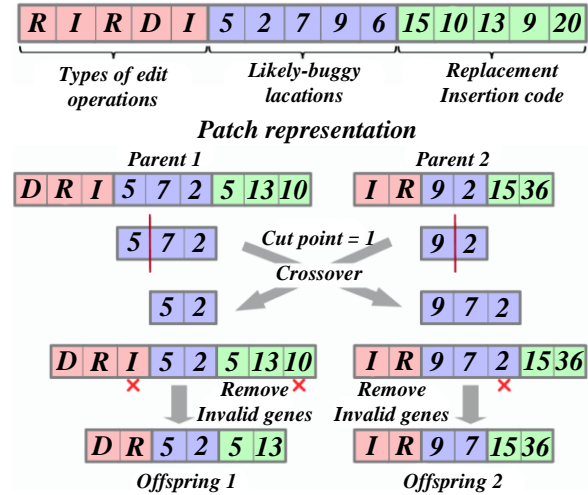 R I R D I 5 2 7 9 6 15 10 13 9 20
Types of edit operations
Likely-buggy lacations
Replacement Insertion code
Patch representation
Parent 1
Parent 2
D R I 5 7 2 5 13 10
I R 9 2 15 36
5 7 2
Cut point = 1
9 2
Crossover
5 2
9 7 2
D R I 5 2 5 13 10
I R 9 7 2 15 36
Remove Invalid genes
Remove Invalid genes
D R 5 2 5 13
I R 9 7 15 36
Offspring 1
Offspring 2